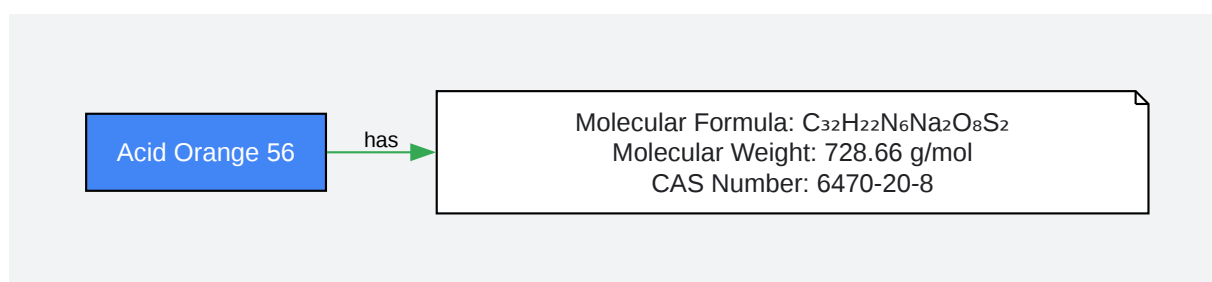 Acid Orange 56
has
Molecular Formula: C₃₂H₂₂N₆Na₂O₈S₂
Molecular Weight: 728.66 g/mol
CAS Number: 6470-20-8